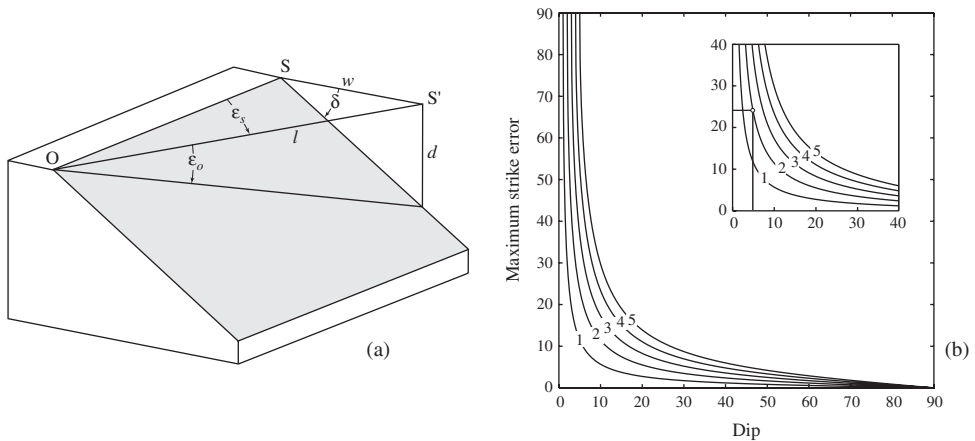 S
w
S'
δ
ε_s
l
O
ε_o
d
(a)
90
80
70
60
50
40
30
20
10
0
Maximum strike error
0 10 20 30 40 50 60 70 80 90
Dip
1 2 3 4 5
40
30
20
10
0
0 10 20 30 40
1 2 3 4 5
(b)